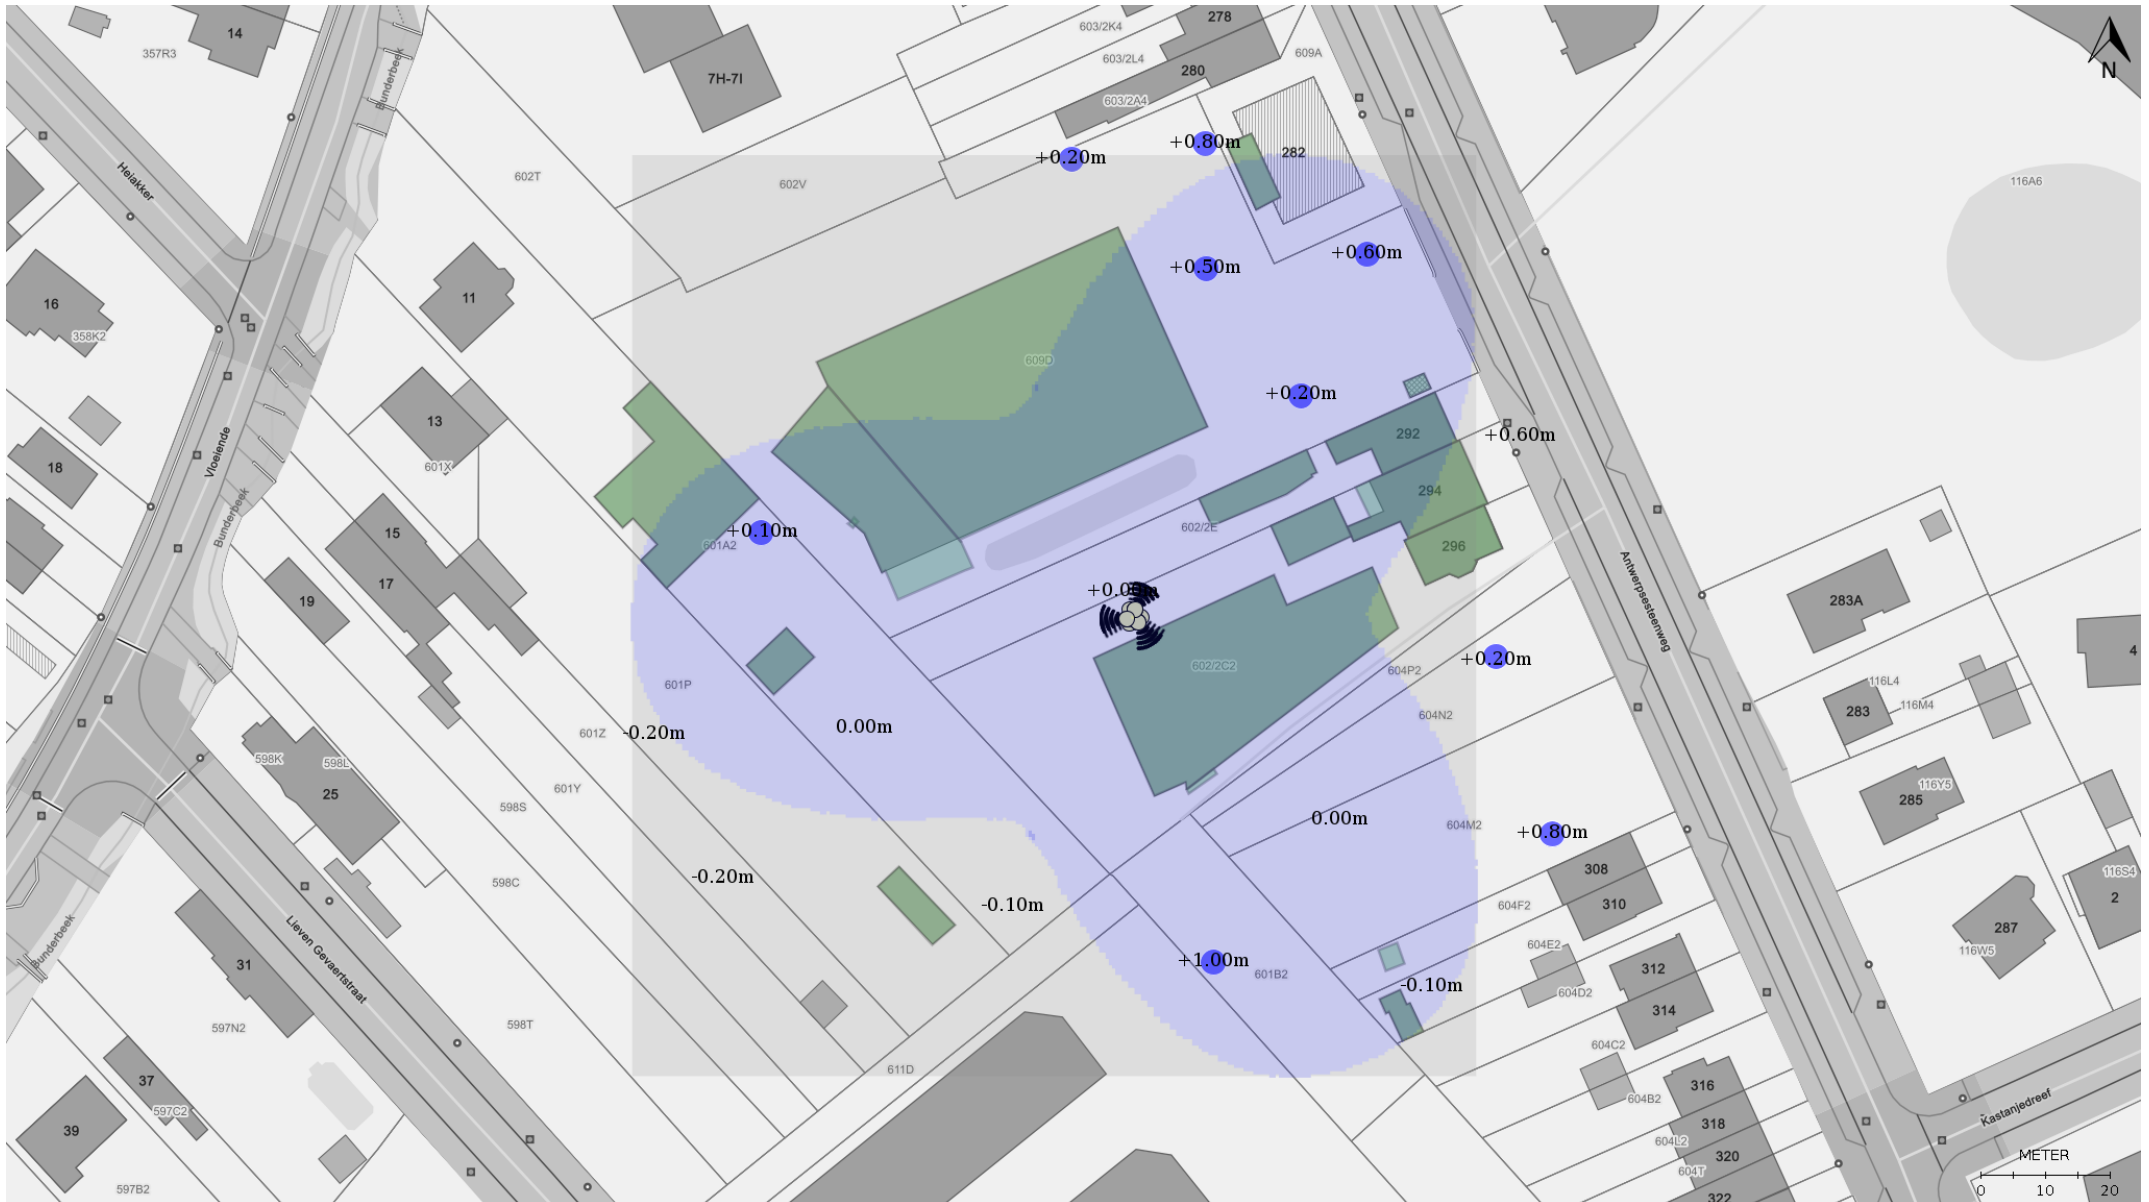 14
357R3
Bunderbeek
7H-7I
278
603/2K4
603/2L4
280
603/2A4
609A
N
+0.80m
+0.20m
282
Heiakker
602T
602V
116A6
+0.60m
+0.50m
11
16
358K2
609D
+0.20m
13
601X
292
+0.60m
Vloeiende
18
294
Bunderbeek
15
+0.10m
601A2
602/2E
296
17
19
+0.00m
Antwerpsesteenweg
283A
4
+0.20m
602/2C2
604P2
601P
116L4
283
116M4
604N2
0.00m
-0.20m
601Z
598K
598L
601Y
25
598S
0.00m
604M2
+0.80m
116Y5
285
308
-0.20m
598C
-0.10m
604F2
310
116S4
2
Bunderbeek
31
Lieven Gevaertstraat
+1.00m
601B2
-0.10m
604E2
604D2
312
287
116W5
314
597N2
598T
604C2
611D
37
597C2
39
316
604B2
318
604L2
320
604T
322
Kastanjedreef
597B2
METER
0 10 20